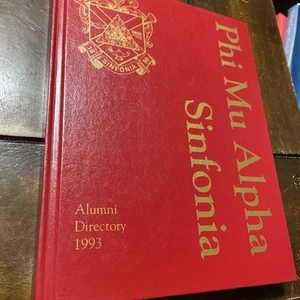 SINFONIA
Phi Mu Alpha
Sinfonia
Alumni
Directory
1993